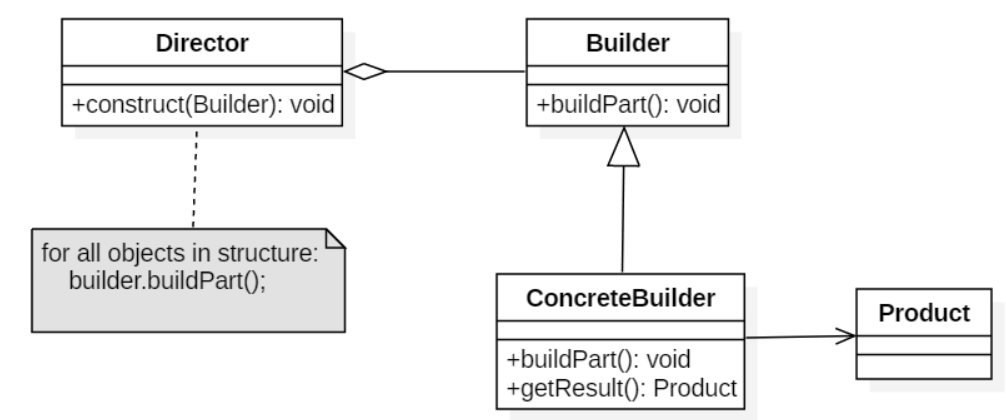 Director
+construct(Builder): void
Builder
+buildPart(): void
for all objects in structure:
builder.buildPart();
ConcreteBuilder
+buildPart(): void
+getResult(): Product
Product